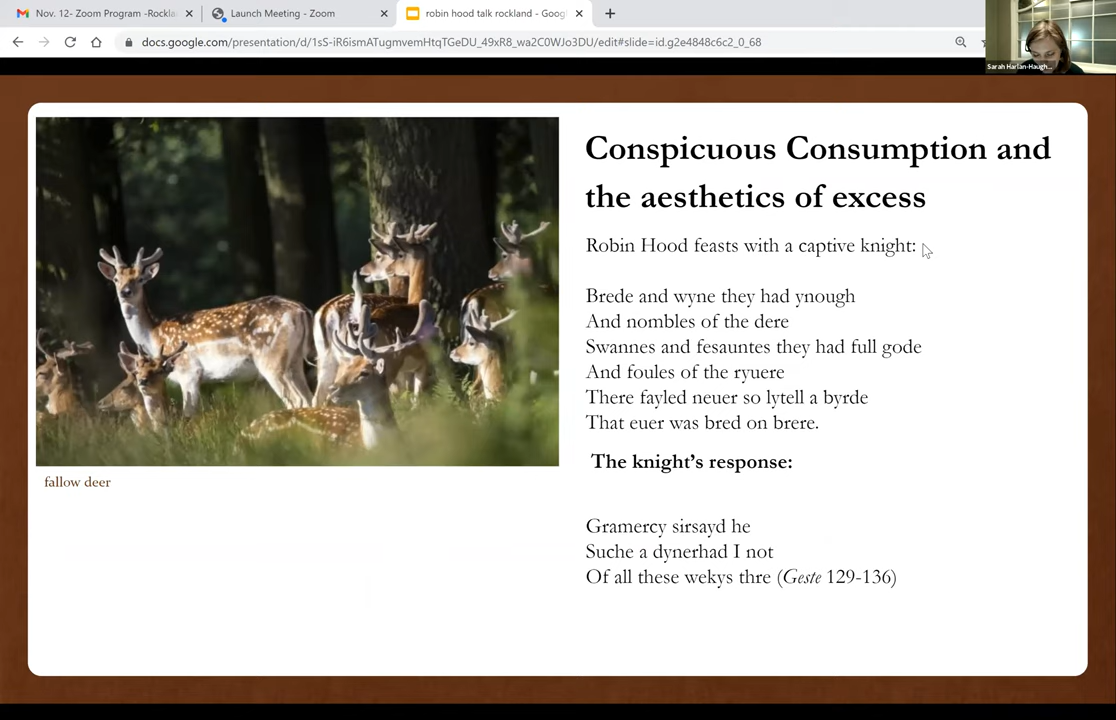 Nov. 12- Zoom Program -Rockla
Launch Meeting - Zoom
robin hood talk rockland - Goog
docs.google.com/presentation/d/1sS-iR6ismATugmvemHtqTGeDU_49xR8_wa2C0WJo3DU/edit#slide=id.g2e4848c6c2_0_68
Sarah Harlan-Haugh...
Conspicuous Consumption and
the aesthetics of excess
Robin Hood feasts with a captive knight:
Brede and wyne they had ynough
And nombles of the dere
Swannes and fesauntes they had full gode
And foules of the ryuere
There fayled neuer so lytell a byrde
That euer was bred on brere.
The knight's response:
Gramercy sirsayd he
Suche a dynerhad I not
Of all these wekys thre (Geste 129-136)
fallow deer